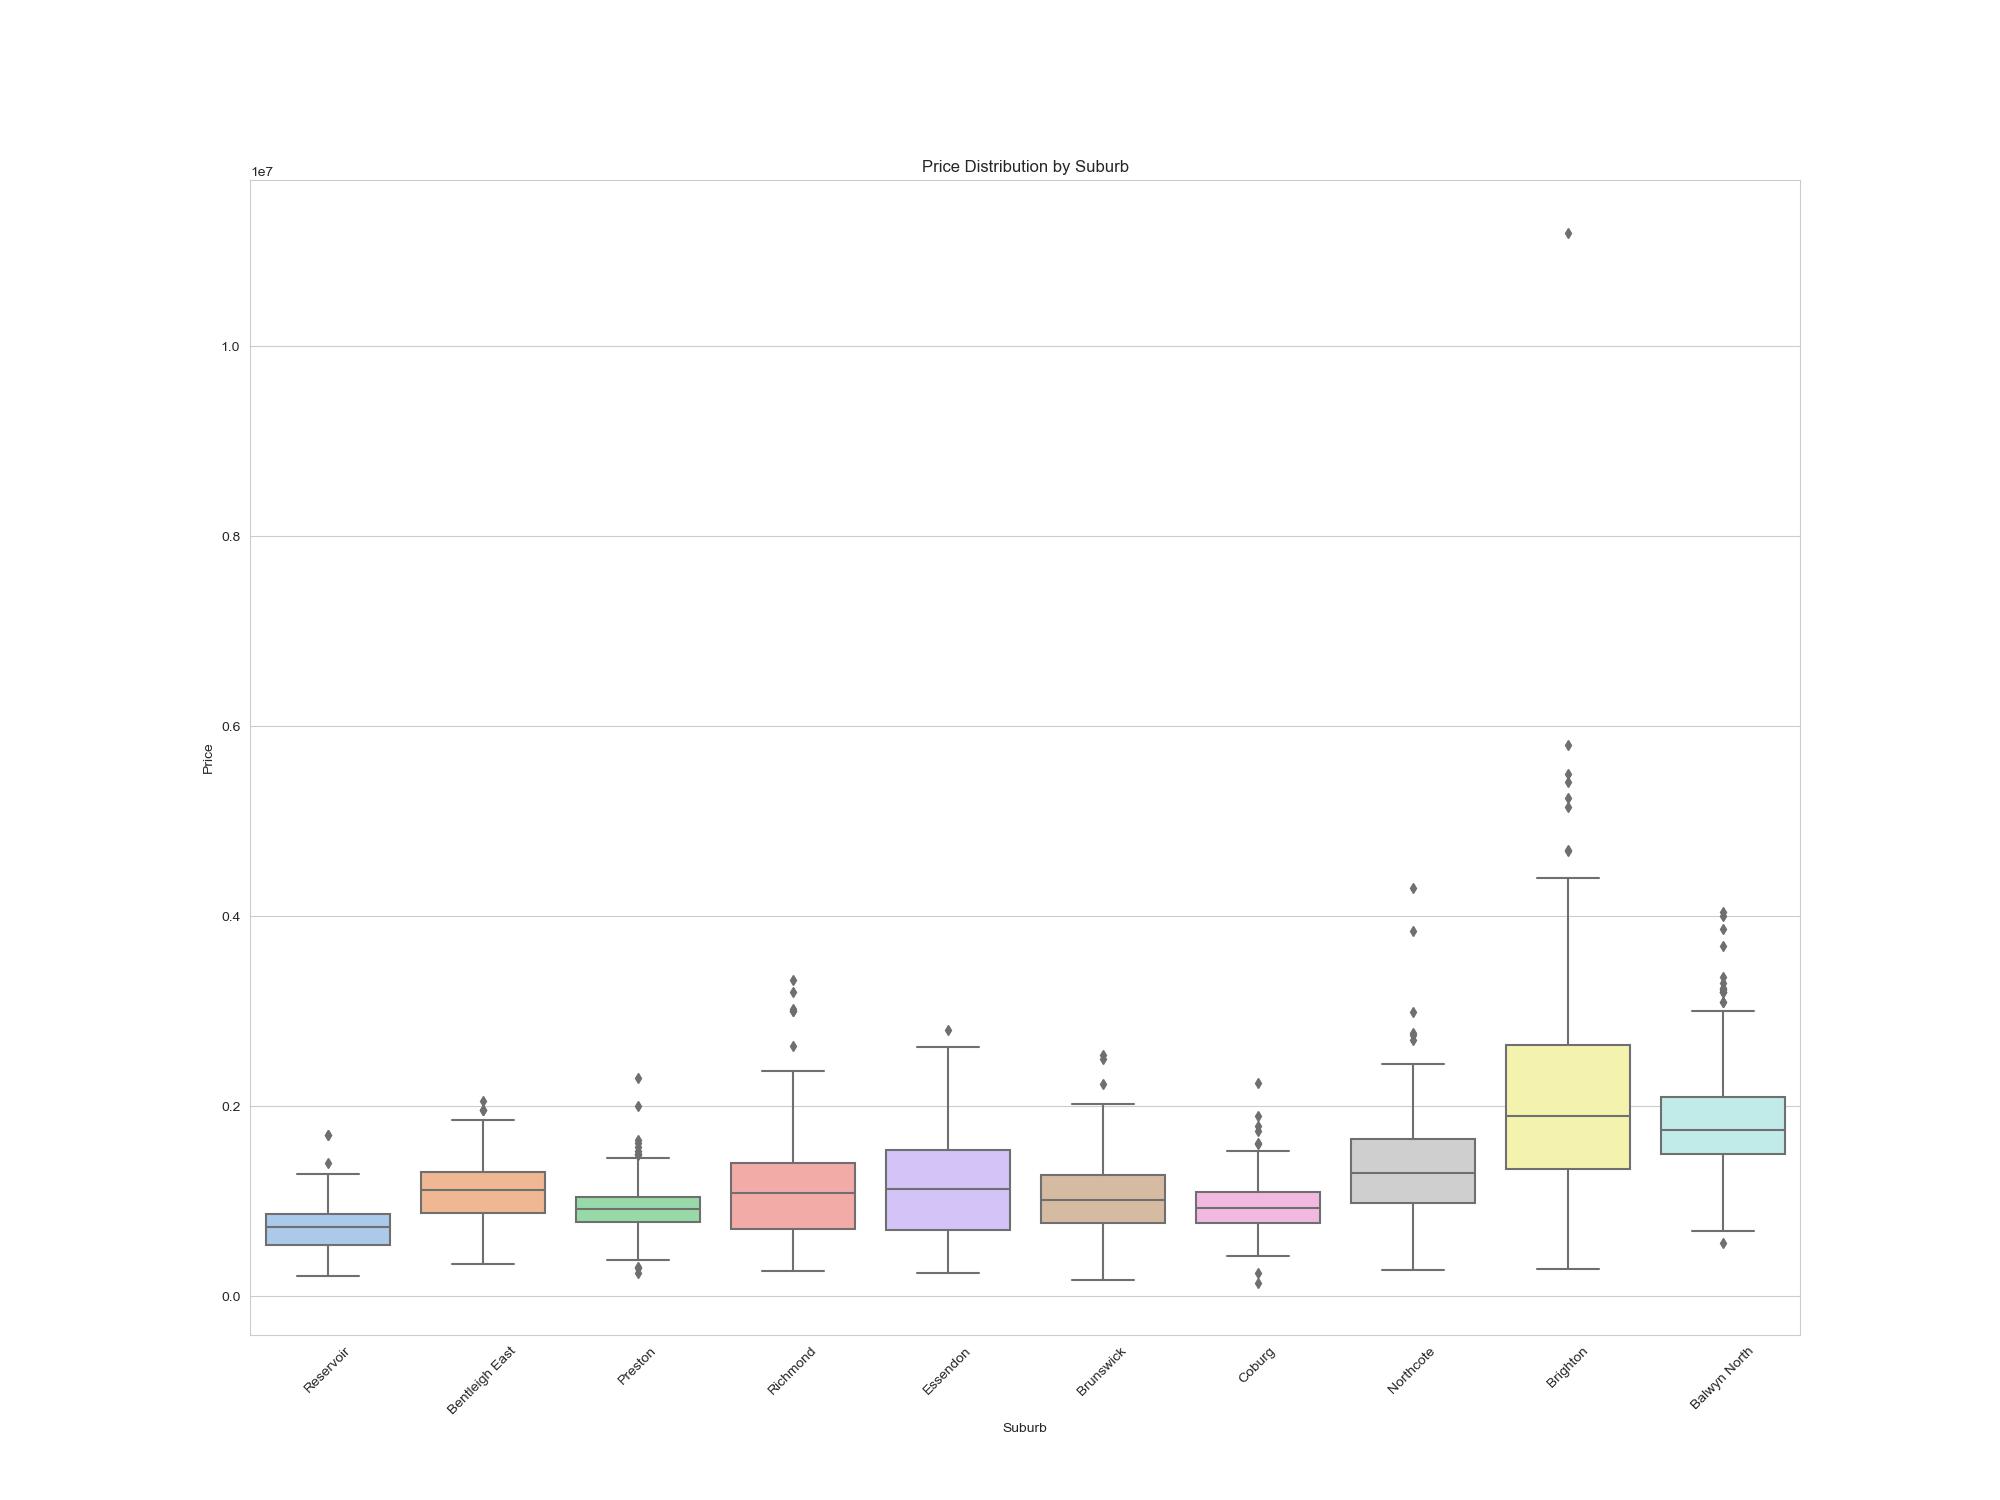 Price Distribution by Suburb
1e7
1.0
0.8
0.6
0.4
0.2
0.0
Price
Reservoir
Bentleigh East
Preston
Richmond
Essendon
Brunswick
Coburg
Northcote
Brighton
Balwyn North
Suburb